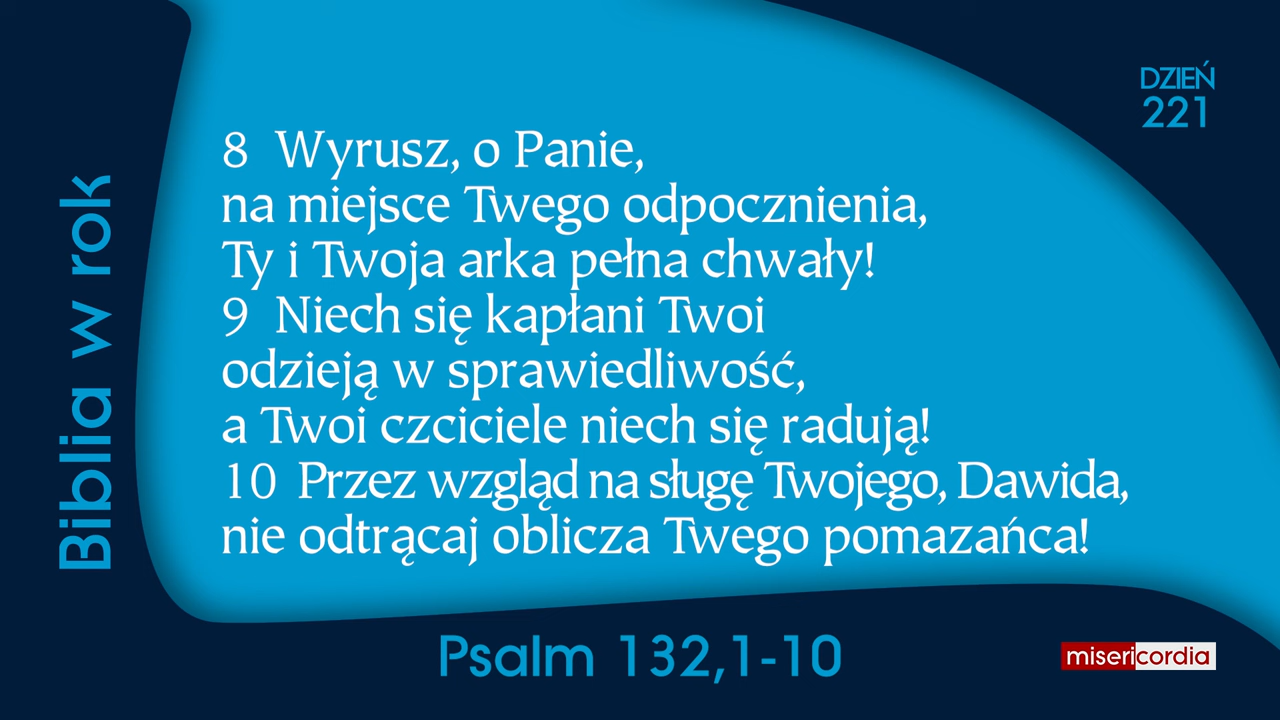 DZIEŃ
221
Biblia w rok
8 Wyrusz, o Panie,
na miejsce Twego odpocznienia,
Ty i Twoja arka pełna chwały!
9 Niech się kapłani Twoi
odzieją w sprawiedliwość,
a Twoi czciciele niech się radują!
10 Przez wzgląd na sługę Twojego, Dawida,
nie odtrącaj oblicza Twego pomazańca!
Psalm 132,1-10
misericordia